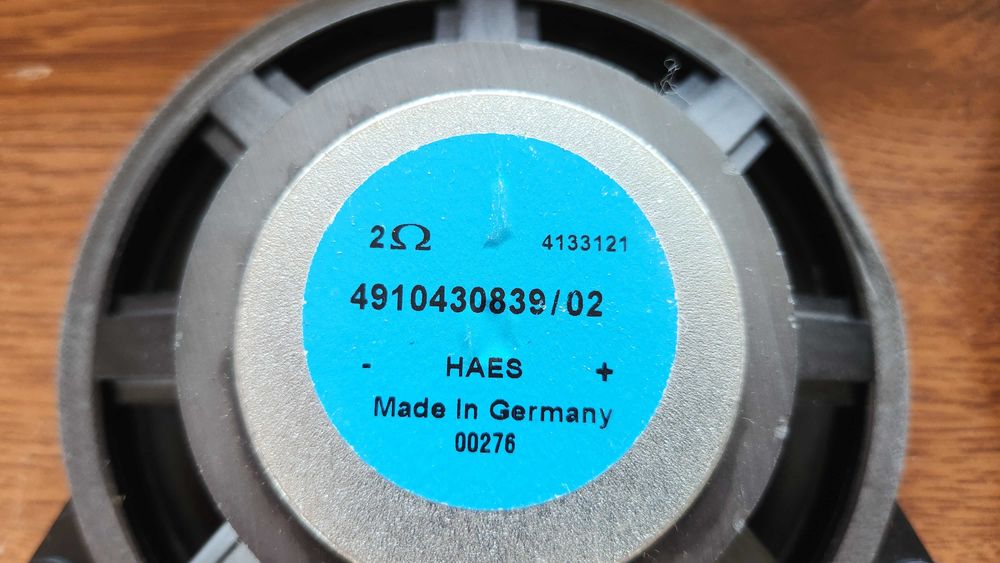 2Ω 4133121
4910430839/02
- HAES +
Made In Germany
00276